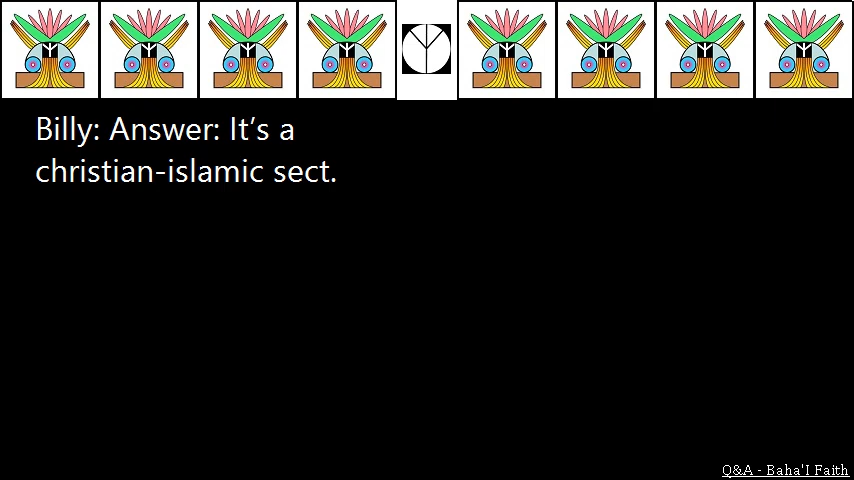 Billy: Answer: It’s a
christian-islamic sect.
Q&A - Baha'I Faith